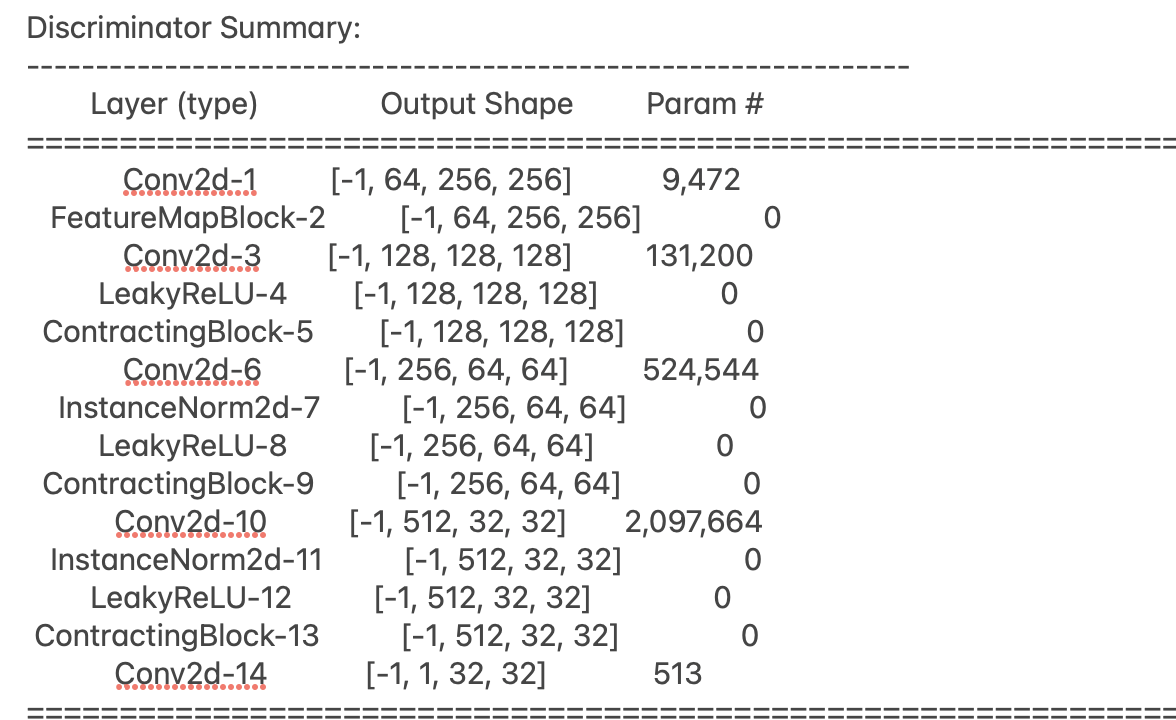 Discriminator Summary:
----------------------------------------------------------------
Layer (type) Output Shape Param #
================================================================
Conv2d-1 [-1, 64, 256, 256] 9,472
FeatureMapBlock-2 [-1, 64, 256, 256] 0
Conv2d-3 [-1, 128, 128, 128] 131,200
LeakyReLU-4 [-1, 128, 128, 128] 0
ContractingBlock-5 [-1, 128, 128, 128] 0
Conv2d-6 [-1, 256, 64, 64] 524,544
InstanceNorm2d-7 [-1, 256, 64, 64] 0
LeakyReLU-8 [-1, 256, 64, 64] 0
ContractingBlock-9 [-1, 256, 64, 64] 0
Conv2d-10 [-1, 512, 32, 32] 2,097,664
InstanceNorm2d-11 [-1, 512, 32, 32] 0
LeakyReLU-12 [-1, 512, 32, 32] 0
ContractingBlock-13 [-1, 512, 32, 32] 0
Conv2d-14 [-1, 1, 32, 32] 513
================================================================